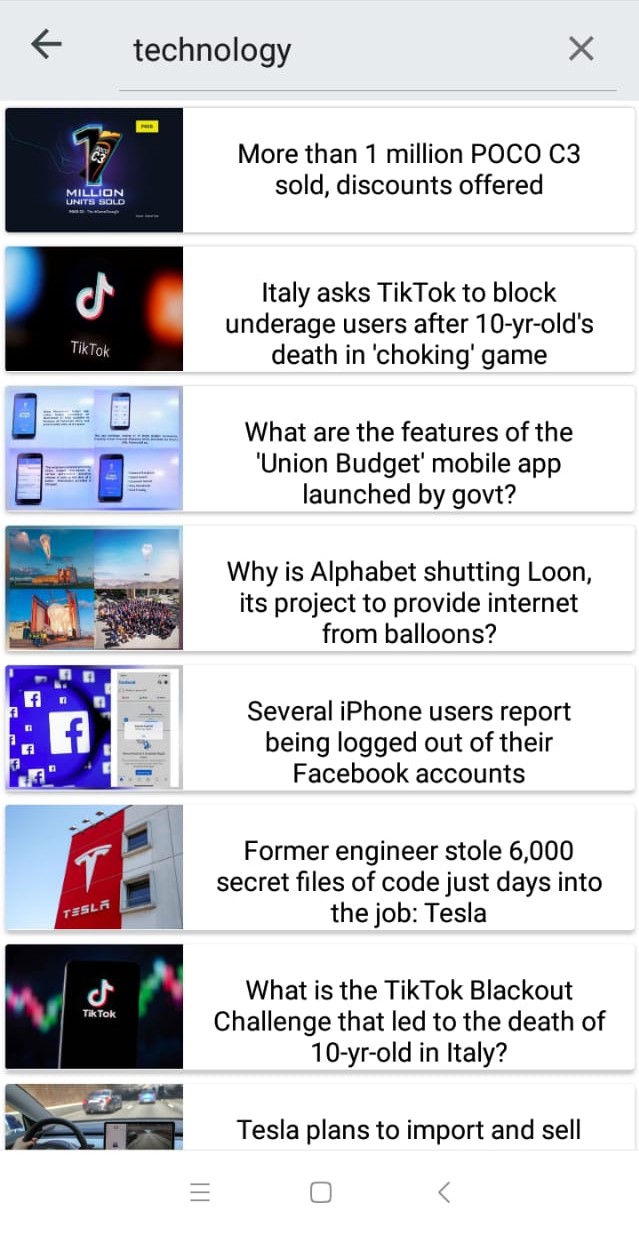 technology
MILLION
UNITS SOLD
More than 1 million POCO C3
sold, discounts offered
TikTok
Italy asks TikTok to block
underage users after 10-yr-old's
death in 'choking' game
What are the features of the
'Union Budget' mobile app
launched by govt?
Why is Alphabet shutting Loon,
its project to provide internet
from balloons?
Several iPhone users report
being logged out of their
Facebook accounts
TESLA
Former engineer stole 6,000
secret files of code just days into
the job: Tesla
TikTok
What is the TikTok Blackout
Challenge that led to the death of
10-yr-old in Italy?
Tesla plans to import and sell